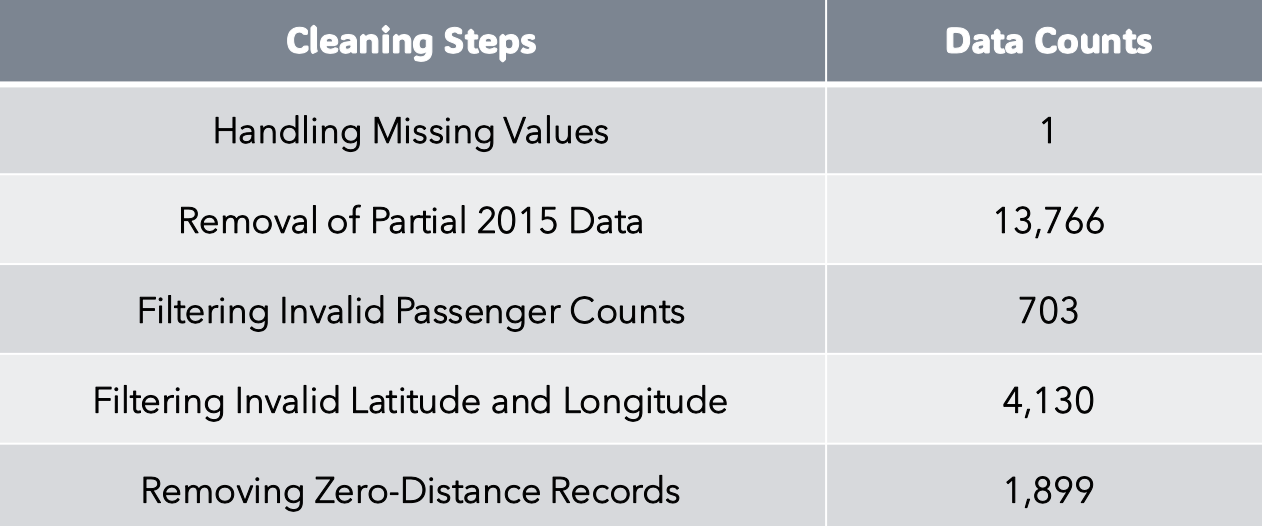 Cleaning Steps Data Counts
Handling Missing Values 1
Removal of Partial 2015 Data 13,766
Filtering Invalid Passenger Counts 703
Filtering Invalid Latitude and Longitude 4,130
Removing Zero-Distance Records 1,899